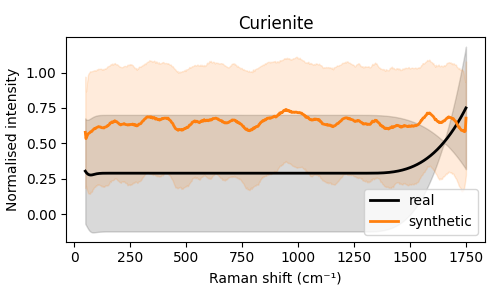 Curienite
Normalised intensity
1.00
0.75
0.50
0.25
0.00
real
synthetic
0 250 500 750 1000 1250 1500 1750
Raman shift (cm⁻¹)